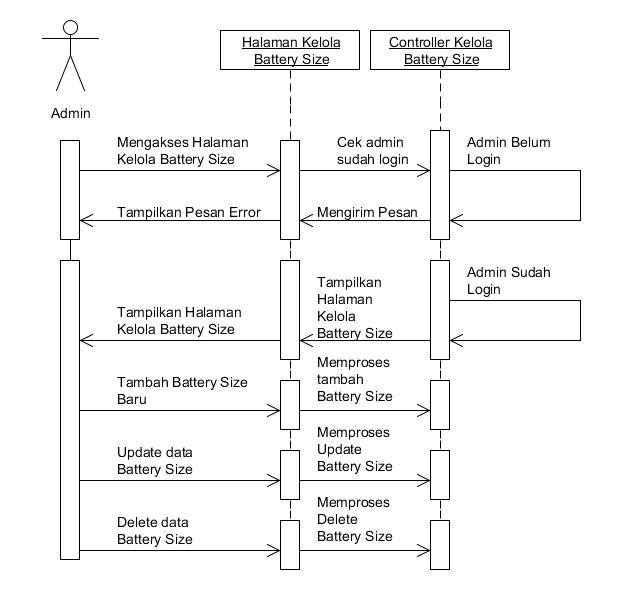 Halaman Kelola
Battery Size
Controller Kelola
Battery Size
Admin
Mengakses Halaman
Kelola Battery Size
Cek admin
sudah login
Admin Belum
Login
Tampilkan Pesan Error
Mengirim Pesan
Admin Sudah
Login
Tampilkan
Halaman
Kelola
Battery Size
Tampilkan Halaman
Kelola Battery Size
Tambah Battery Size
Baru
Memproses
tambah
Battery Size
Update data
Battery Size
Memproses
Update
Battery Size
Delete data
Battery Size
Memproses
Delete
Battery Size